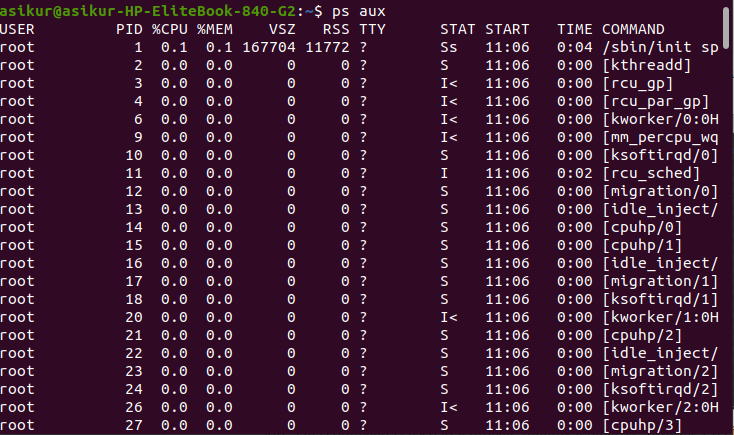 asikur@asikur-HP-EliteBook-840-G2:~$ ps aux
USER PID %CPU %MEM VSZ RSS TTY STAT START TIME COMMAND
root 1 0.1 0.1 167704 11772 ? Ss 11:06 0:04 /sbin/init sp
root 2 0.0 0.0 0 0 ? S 11:06 0:00 [kthreadd]
root 3 0.0 0.0 0 0 ? I< 11:06 0:00 [rcu_gp]
root 4 0.0 0.0 0 0 ? I< 11:06 0:00 [rcu_par_gp]
root 6 0.0 0.0 0 0 ? I< 11:06 0:00 [kworker/0:0H
root 9 0.0 0.0 0 0 ? I< 11:06 0:00 [mm_percpu_wq
root 10 0.0 0.0 0 0 ? S 11:06 0:00 [ksoftirqd/0]
root 11 0.0 0.0 0 0 ? I 11:06 0:02 [rcu_sched]
root 12 0.0 0.0 0 0 ? S 11:06 0:00 [migration/0]
root 13 0.0 0.0 0 0 ? S 11:06 0:00 [idle_inject/
root 14 0.0 0.0 0 0 ? S 11:06 0:00 [cpuhp/0]
root 15 0.0 0.0 0 0 ? S 11:06 0:00 [cpuhp/1]
root 16 0.0 0.0 0 0 ? S 11:06 0:00 [idle_inject/
root 17 0.0 0.0 0 0 ? S 11:06 0:00 [migration/1]
root 18 0.0 0.0 0 0 ? S 11:06 0:00 [ksoftirqd/1]
root 20 0.0 0.0 0 0 ? I< 11:06 0:00 [kworker/1:0H
root 21 0.0 0.0 0 0 ? S 11:06 0:00 [cpuhp/2]
root 22 0.0 0.0 0 0 ? S 11:06 0:00 [idle_inject/
root 23 0.0 0.0 0 0 ? S 11:06 0:00 [migration/2]
root 24 0.0 0.0 0 0 ? S 11:06 0:00 [ksoftirqd/2]
root 26 0.0 0.0 0 0 ? I< 11:06 0:00 [kworker/2:0H
root 27 0.0 0.0 0 0 ? S 11:06 0:00 [cpuhp/3]